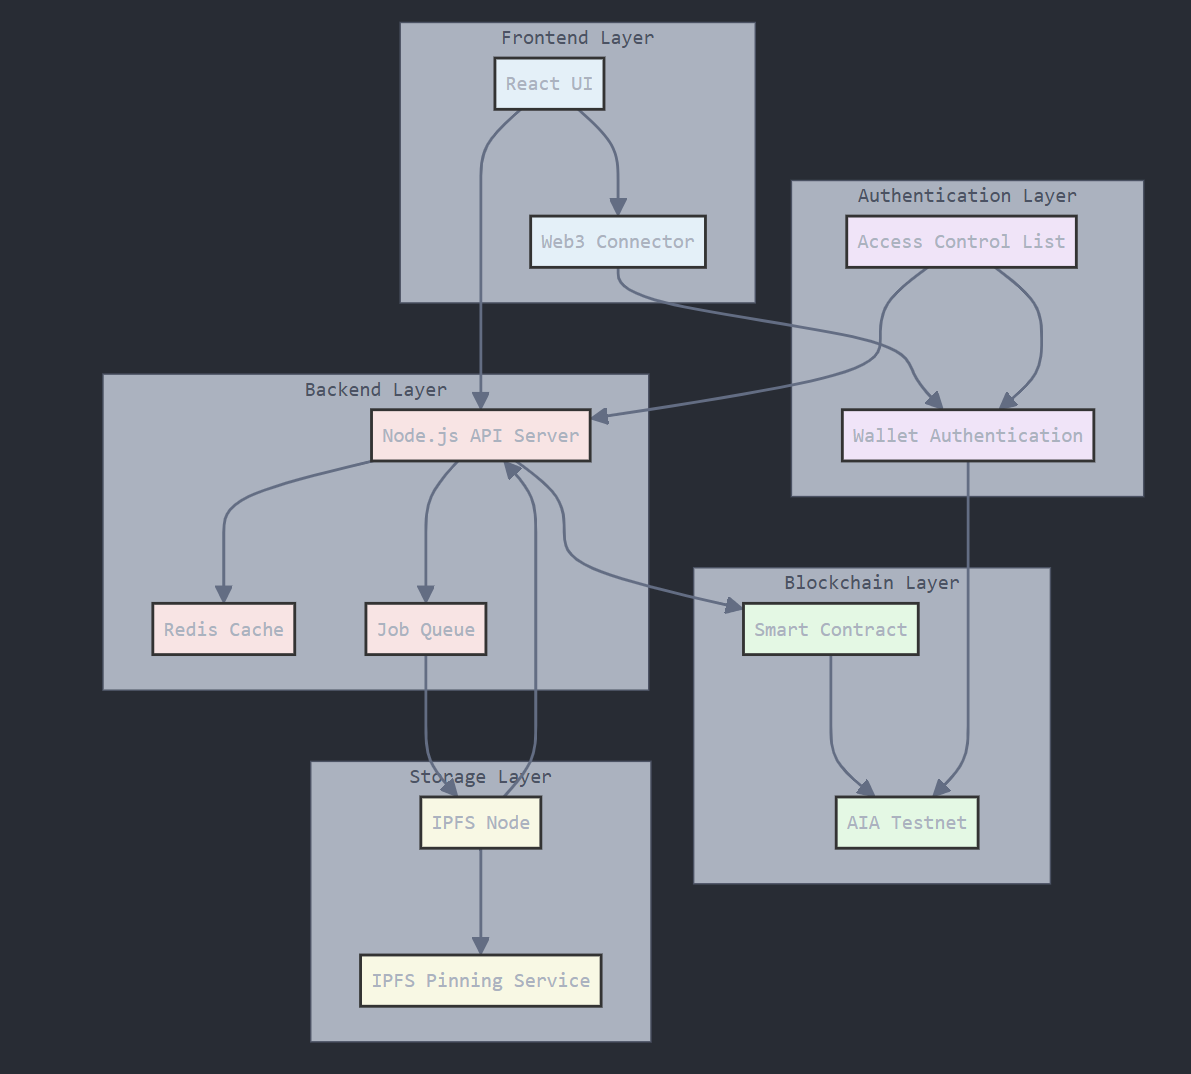 Frontend Layer
React UI
Web3 Connector
Authentication Layer
Access Control List
Wallet Authentication
Backend Layer
Node.js API Server
Redis Cache
Job Queue
Blockchain Layer
Smart Contract
AIA Testnet
Storage Layer
IPFS Node
IPFS Pinning Service